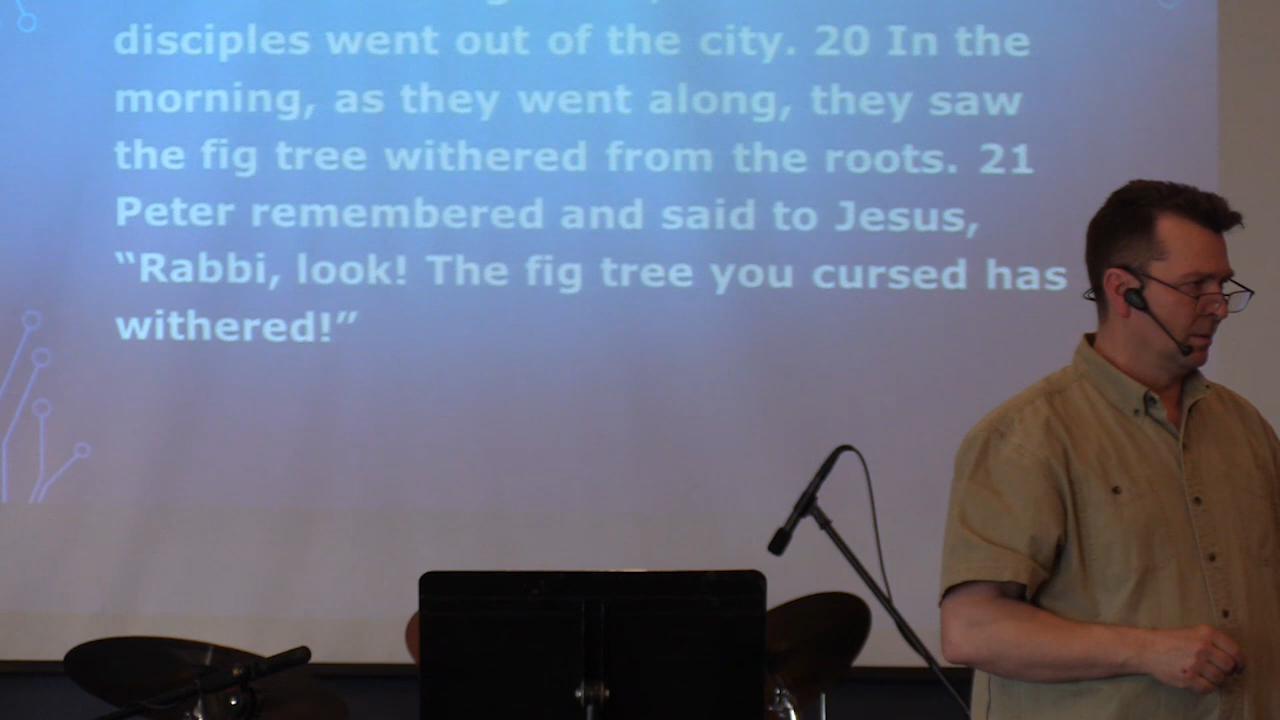 disciples went out of the city. 20 In the
morning, as they went along, they saw
the fig tree withered from the roots. 21
Peter remembered and said to Jesus,
“Rabbi, look! The fig tree you cursed has
withered!”